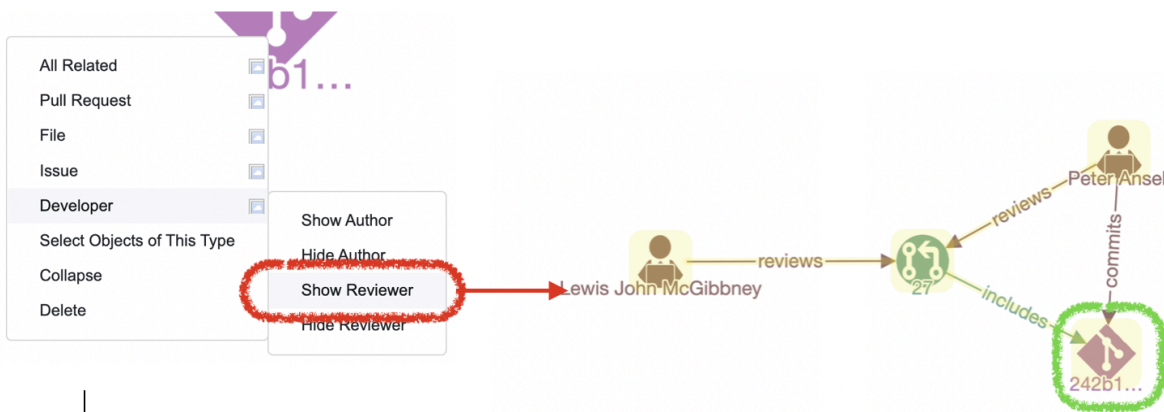 b1...
All Related
Pull Request
File
Issue
Developer
Select Objects of This Type
Collapse
Delete
Show Author
Hide Author
Show Reviewer
Hide Reviewer
Lewis John McGibbney
reviews
27
reviews
Peter Ansel
commits
includes
242b1...